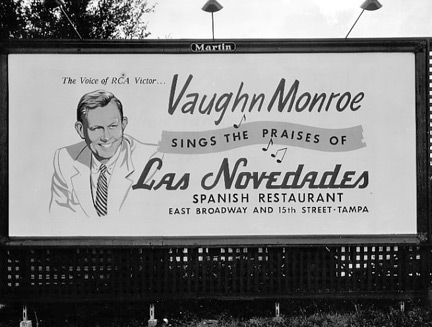 Martin
The Voice of RCA Victor...
Vaughn Monroe
SINGS THE PRAISES OF
Las Novedades
SPANISH RESTAURANT
EAST BROADWAY AND 15th STREET·TAMPA